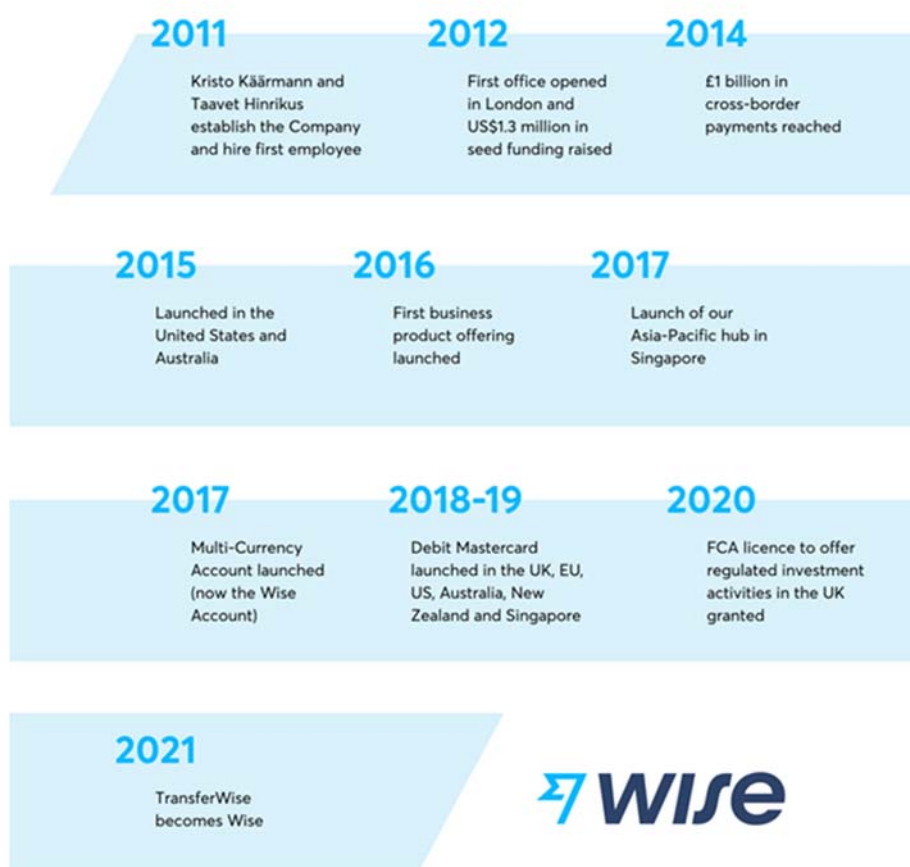 2011
Kristo Käärmann and
Taavet Hinrikus
establish the Company
and hire first employee
2012
First office opened
in London and
US$1.3 million in
seed funding raised
2014
£1 billion in
cross-border
payments reached
2015
Launched in the
United States and
Australia
2016
First business
product offering
launched
2017
Launch of our
Asia-Pacific hub in
Singapore
2017
Multi-Currency
Account launched
(now the Wise
Account)
2018-19
Debit Mastercard
launched in the UK, EU,
US, Australia, New
Zealand and Singapore
2020
FCA licence to offer
regulated investment
activities in the UK
granted
2021
TransferWise
becomes Wise
wise